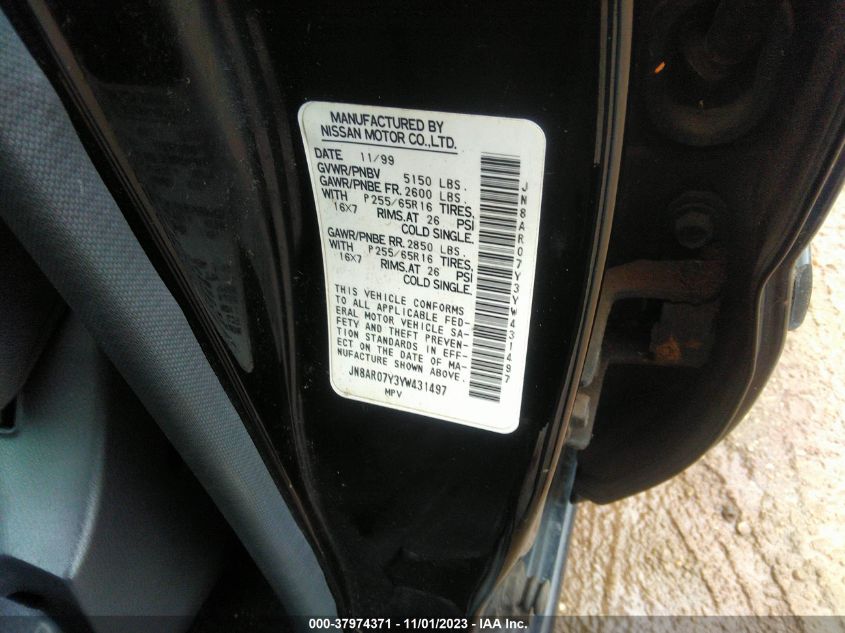 MANUFACTURED BY
NISSAN MOTOR CO.,LTD.
DATE 11/99
GVWR/PNBV 5150 LBS.
GAWR/PNBE FR. 2600 LBS.
WITH P255/65R16 TIRES,
16X7 RIMS.AT 26 PSI
COLD SINGLE.
GAWR/PNBE RR. 2850 LBS.
WITH P255/65R16 TIRES,
16X7 RIMS.AT 26 PSI
COLD SINGLE.
THIS VEHICLE CONFORMS
TO ALL APPLICABLE FED-
ERAL MOTOR VEHICLE SA-
FETY AND THEFT PREVEN-
TION STANDARDS IN EFF-
ECT ON THE DATE OF MA-
NUFACTURE SHOWN ABOVE.
JN8AR07Y3YW431497
MPV
JN8AR07Y3YW431497
000-37974371 - 11/01/2023 - IAA Inc.